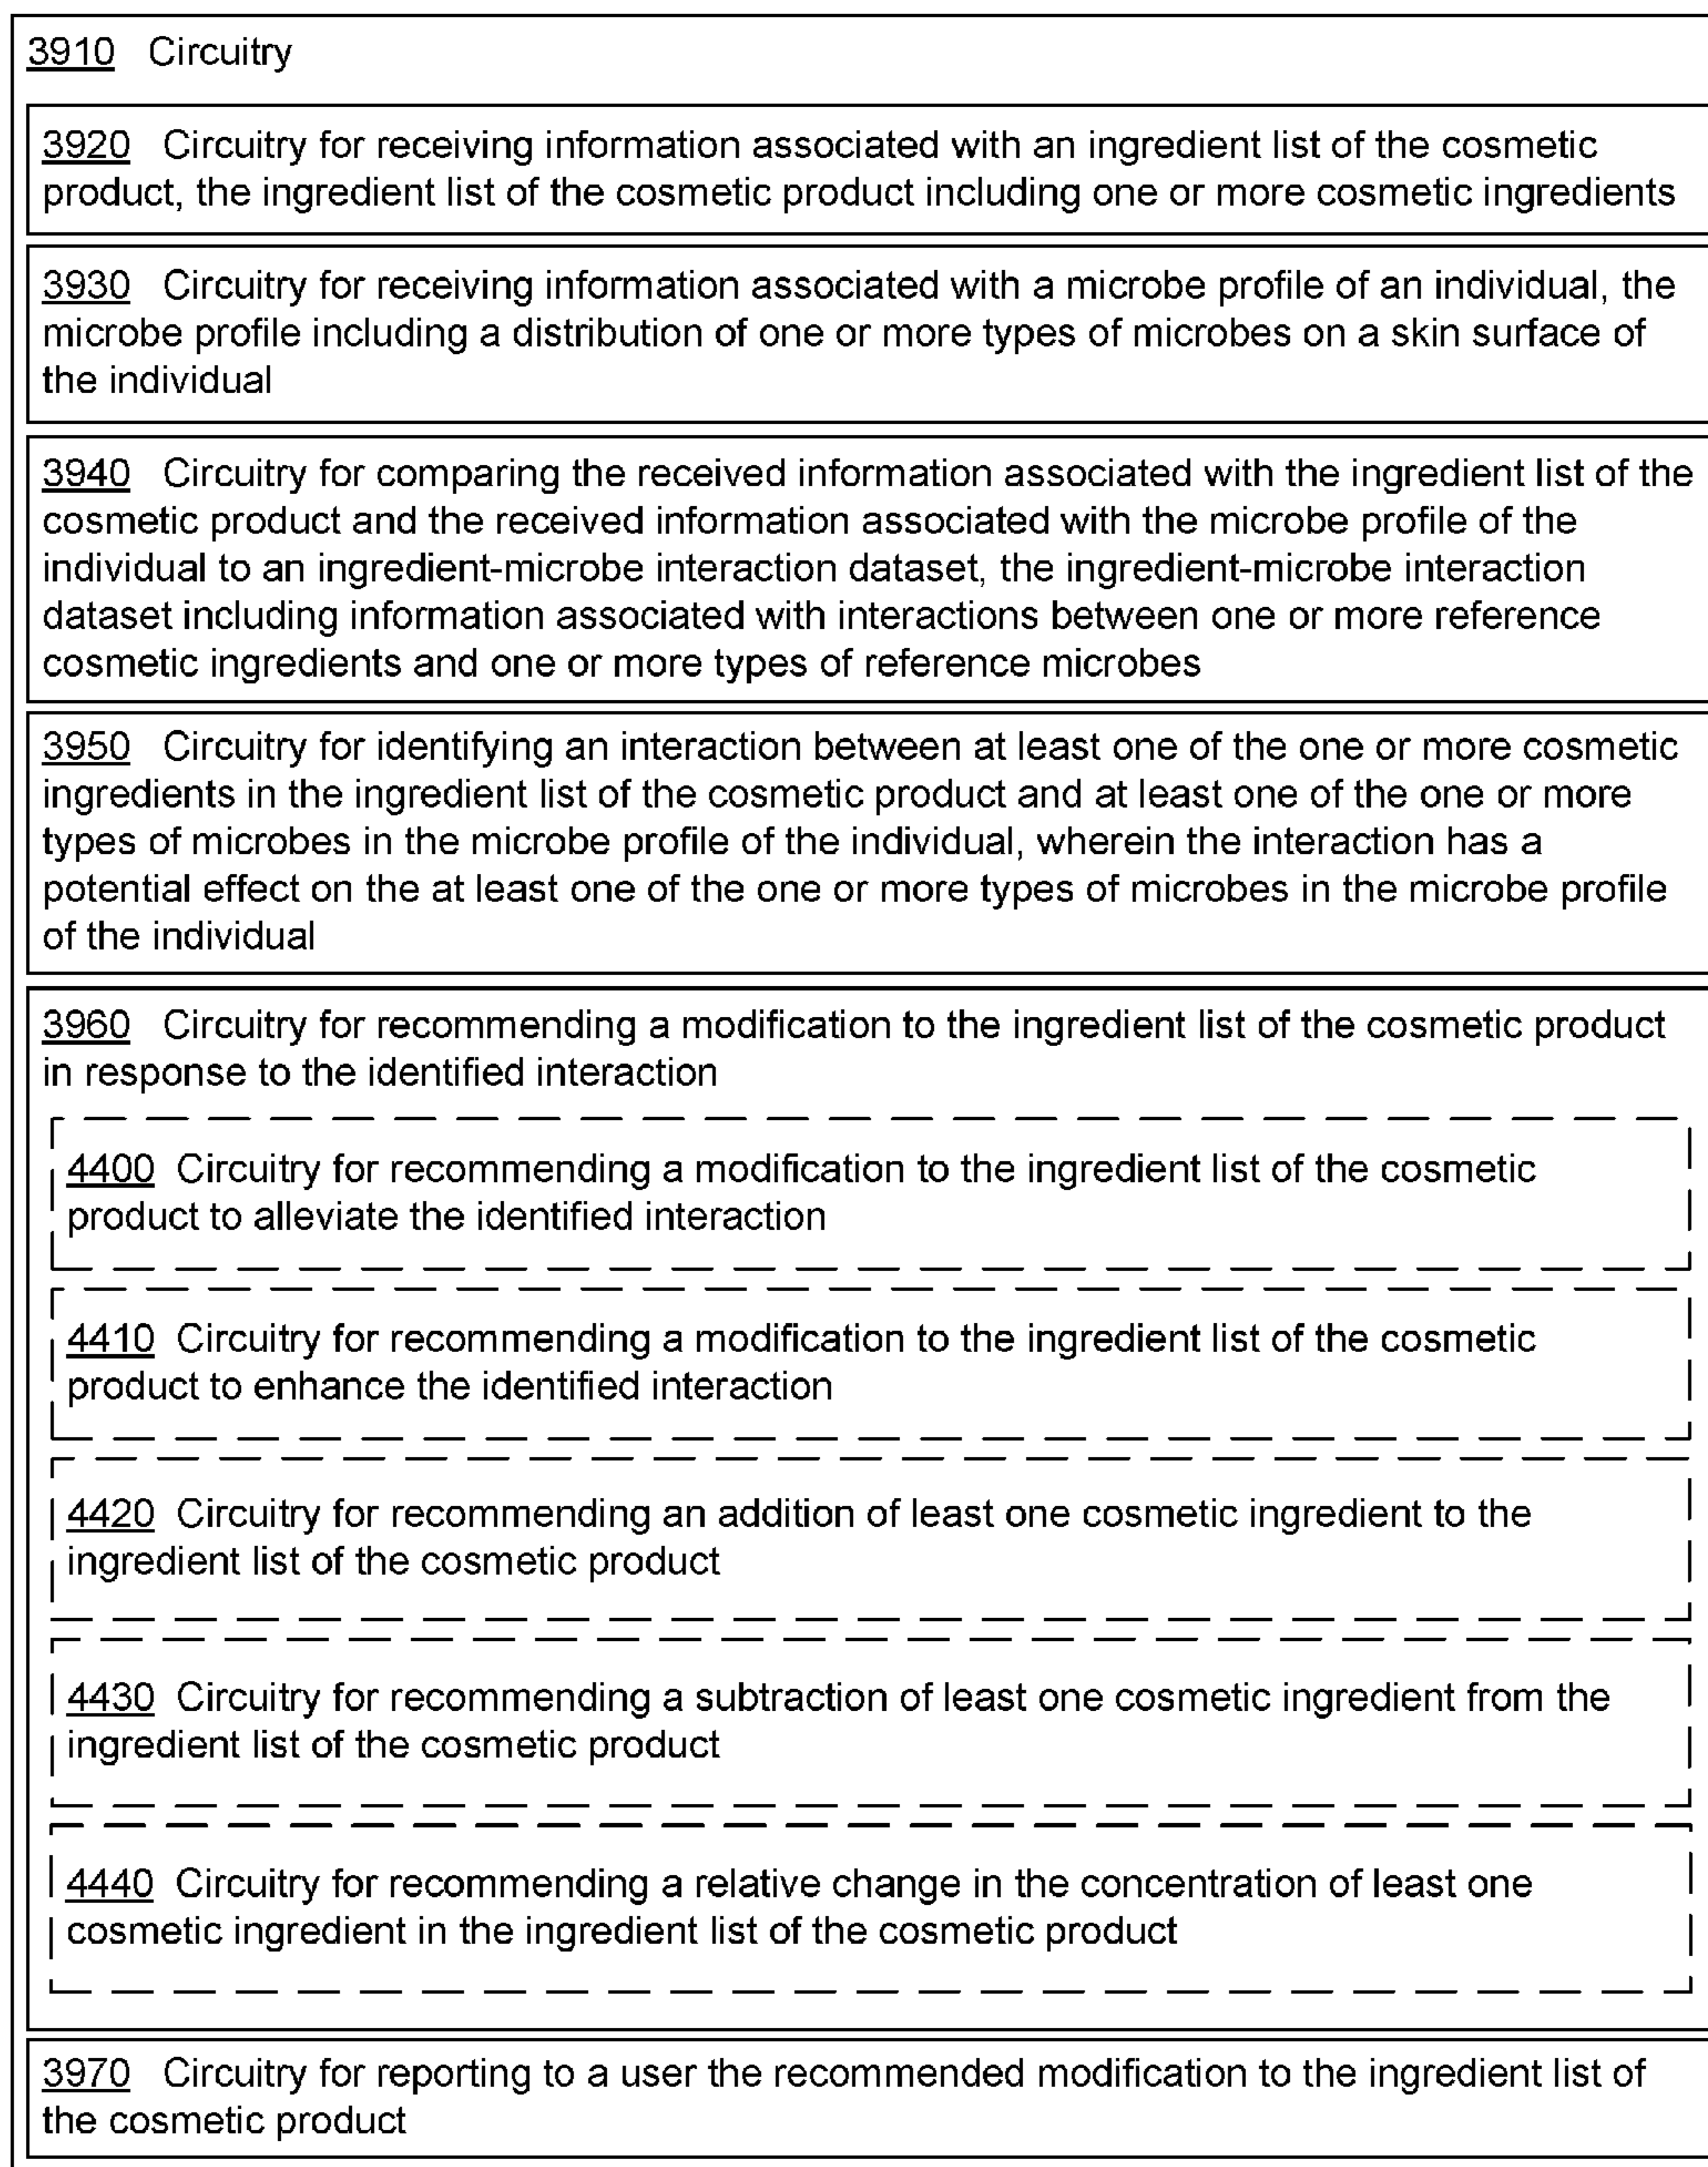 3910 Circuitry
3920 Circuitry for receiving information associated with an ingredient list of the cosmetic
product, the ingredient list of the cosmetic product including one or more cosmetic ingredients
3930 Circuitry for receiving information associated with a microbe profile of an individual, the
microbe profile including a distribution of one or more types of microbes on a skin surface of
the individual
3940 Circuitry for comparing the received information associated with the ingredient list of the
cosmetic product and the received information associated with the microbe profile of the
individual to an ingredient-microbe interaction dataset, the ingredient-microbe interaction
dataset including information associated with interactions between one or more reference
cosmetic ingredients and one or more types of reference microbes
3950 Circuitry for identifying an interaction between at least one of the one or more cosmetic
ingredients in the ingredient list of the cosmetic product and at least one of the one or more
types of microbes in the microbe profile of the individual, wherein the interaction has a
potential effect on the at least one of the one or more types of microbes in the microbe profile
of the individual
3960 Circuitry for recommending a modification to the ingredient list of the cosmetic product
in response to the identified interaction
4400 Circuitry for recommending a modification to the ingredient list of the cosmetic
product to alleviate the identified interaction
4410 Circuitry for recommending a modification to the ingredient list of the cosmetic
product to enhance the identified interaction
4420 Circuitry for recommending an addition of least one cosmetic ingredient to the
ingredient list of the cosmetic product
4430 Circuitry for recommending a subtraction of least one cosmetic ingredient from the
ingredient list of the cosmetic product
4440 Circuitry for recommending a relative change in the concentration of least one
cosmetic ingredient in the ingredient list of the cosmetic product
3970 Circuitry for reporting to a user the recommended modification to the ingredient list of
the cosmetic product